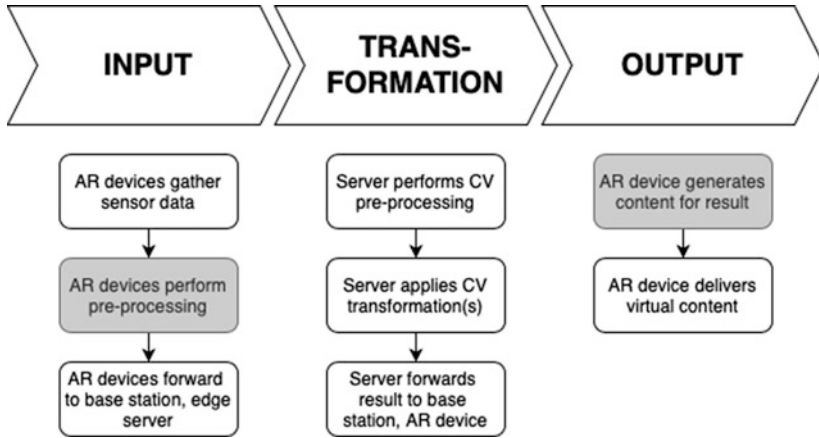 INPUT
TRANS-
FORMATION
OUTPUT
AR devices gather
sensor data
AR devices perform
pre-processing
AR devices forward
to base station, edge
server
Server performs CV
pre-processing
Server applies CV
transformation(s)
Server forwards
result to base
station, AR device
AR device generates
content for result
AR device delivers
virtual content